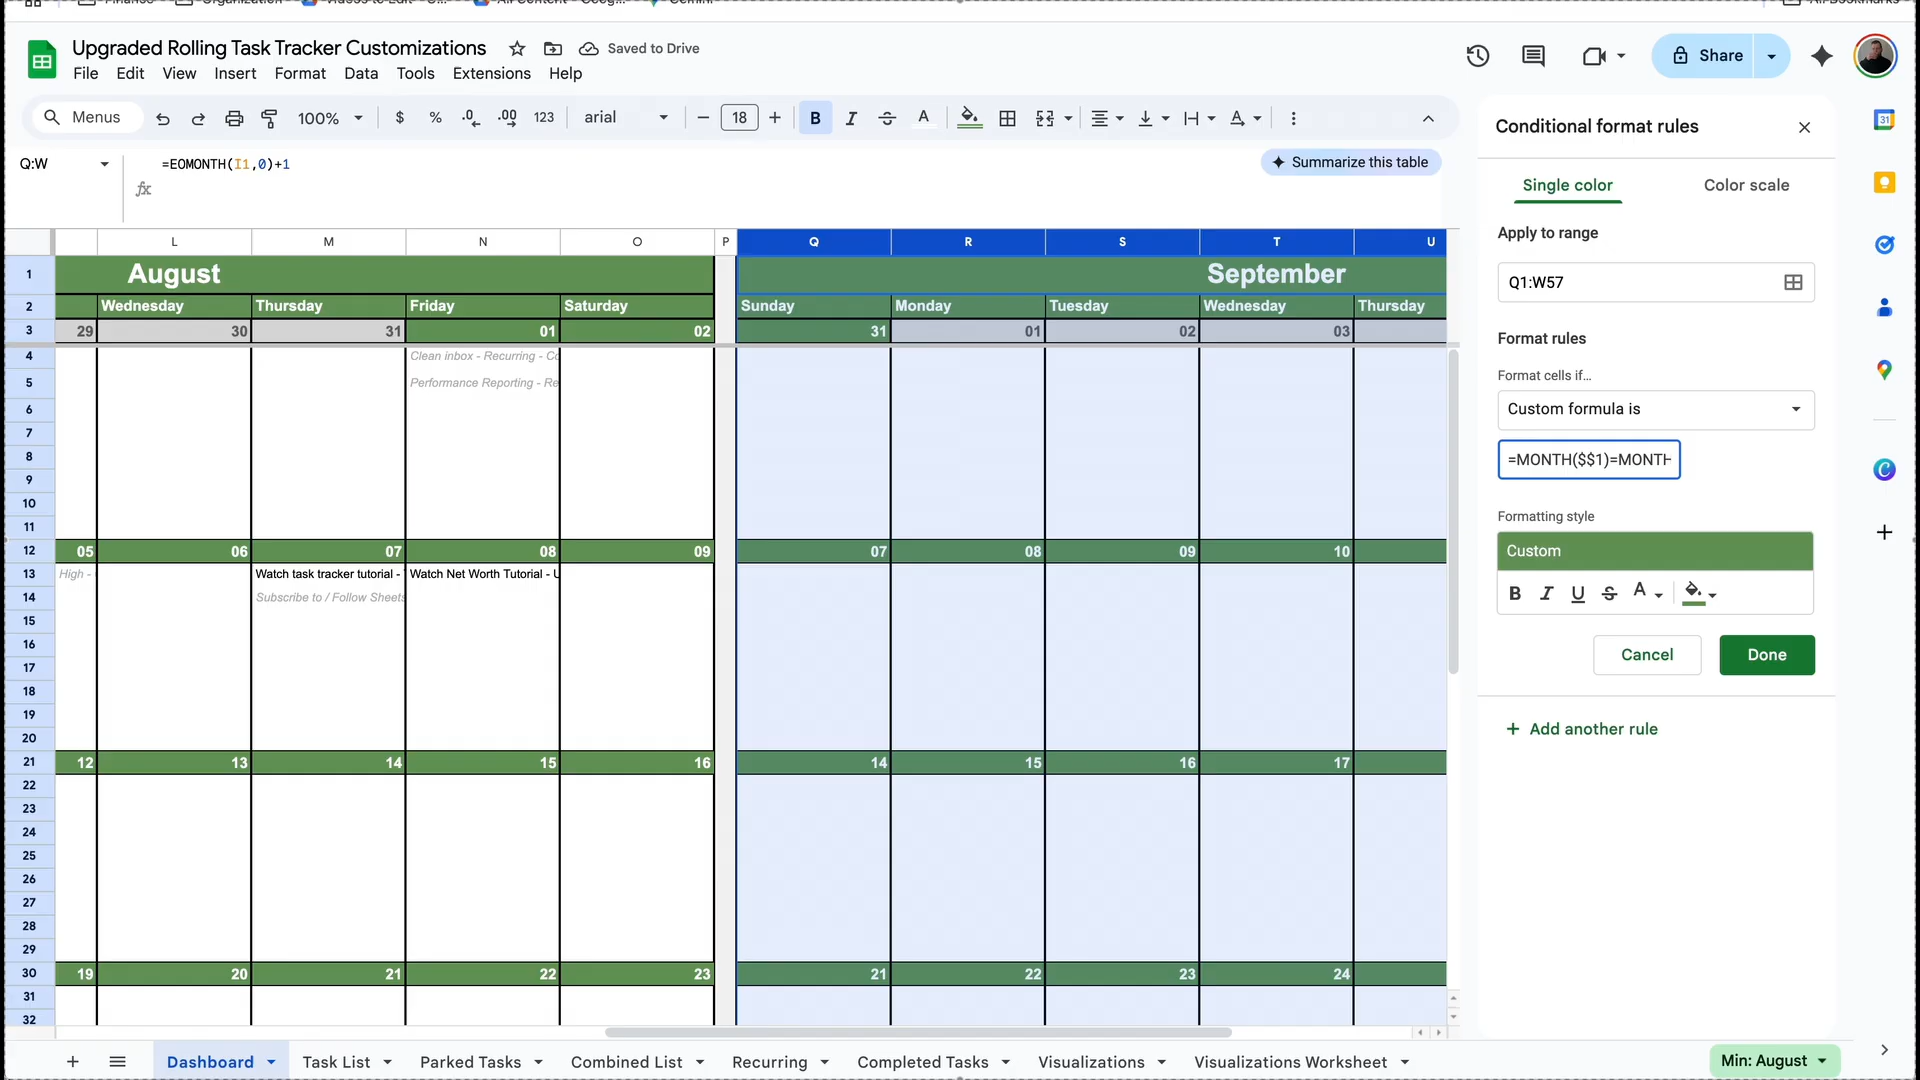 Upgraded Rolling Task Tracker Customizations
Saved to Drive
File Edit View Insert Format Data Tools Extensions Help
Share
Menus
100%
$ % .0 .00 123
arial
18
B I A
Q:W
=EOMONTH(I1,0)+1
Summarize this table
L M N O P Q R S T U
1 August September
2 Wednesday Thursday Friday Saturday Sunday Monday Tuesday Wednesday Thursday
3 29 30 31 01 02 31 01 02 03
4 Clean inbox - Recurring - Co
5 Performance Reporting - Re
6
7
8
9
10
11
12 05 06 07 08 09 07 08 09 10
13 High - Watch task tracker tutorial - Watch Net Worth Tutorial - U
14 Subscribe to / Follow Sheets
15
16
17
18
19
20
21 12 13 14 15 16 14 15 16 17
22
23
24
25
26
27
28
29
30 19 20 21 22 23 21 22 23 24
31
32
Conditional format rules
Single color Color scale
Apply to range
Q1:W57
Format rules
Format cells if…
Custom formula is
=MONTH($$1)=MONTH
Formatting style
Custom
B I U S A
Cancel Done
+ Add another rule
31
Dashboard Task List Parked Tasks Combined List Recurring Completed Tasks Visualizations Visualizations Worksheet
Min: August